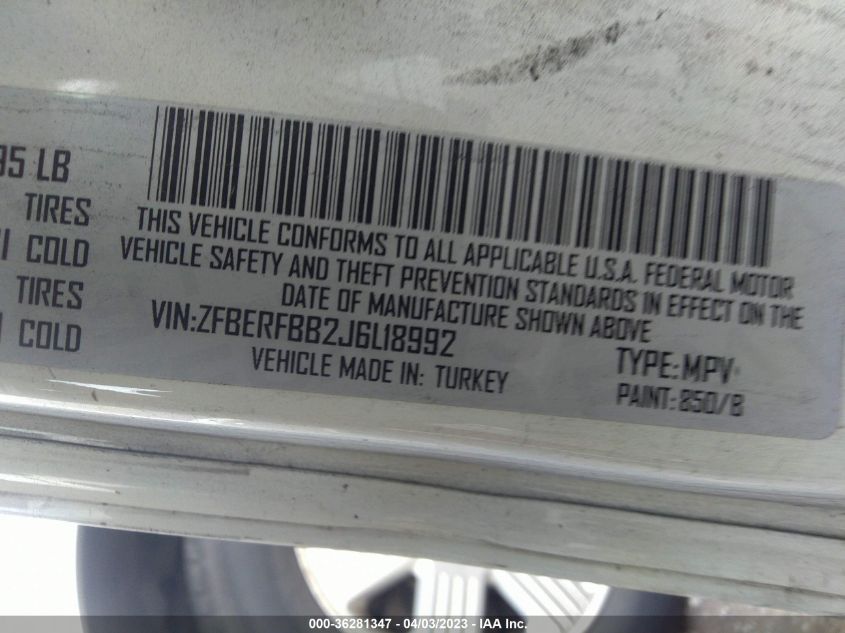 95 LB
TIRES
COLD
TIRES
COLD
THIS VEHICLE CONFORMS TO ALL APPLICABLE U.S.A. FEDERAL MOTOR
VEHICLE SAFETY AND THEFT PREVENTION STANDARDS IN EFFECT ON THE
DATE OF MANUFACTURE SHOWN ABOVE
VIN:ZFBERFBB2J6L18992
TYPE:MPV
VEHICLE MADE IN: TURKEY
PAINT:850/B
000-36281347 - 04/03/2023 - IAA Inc.